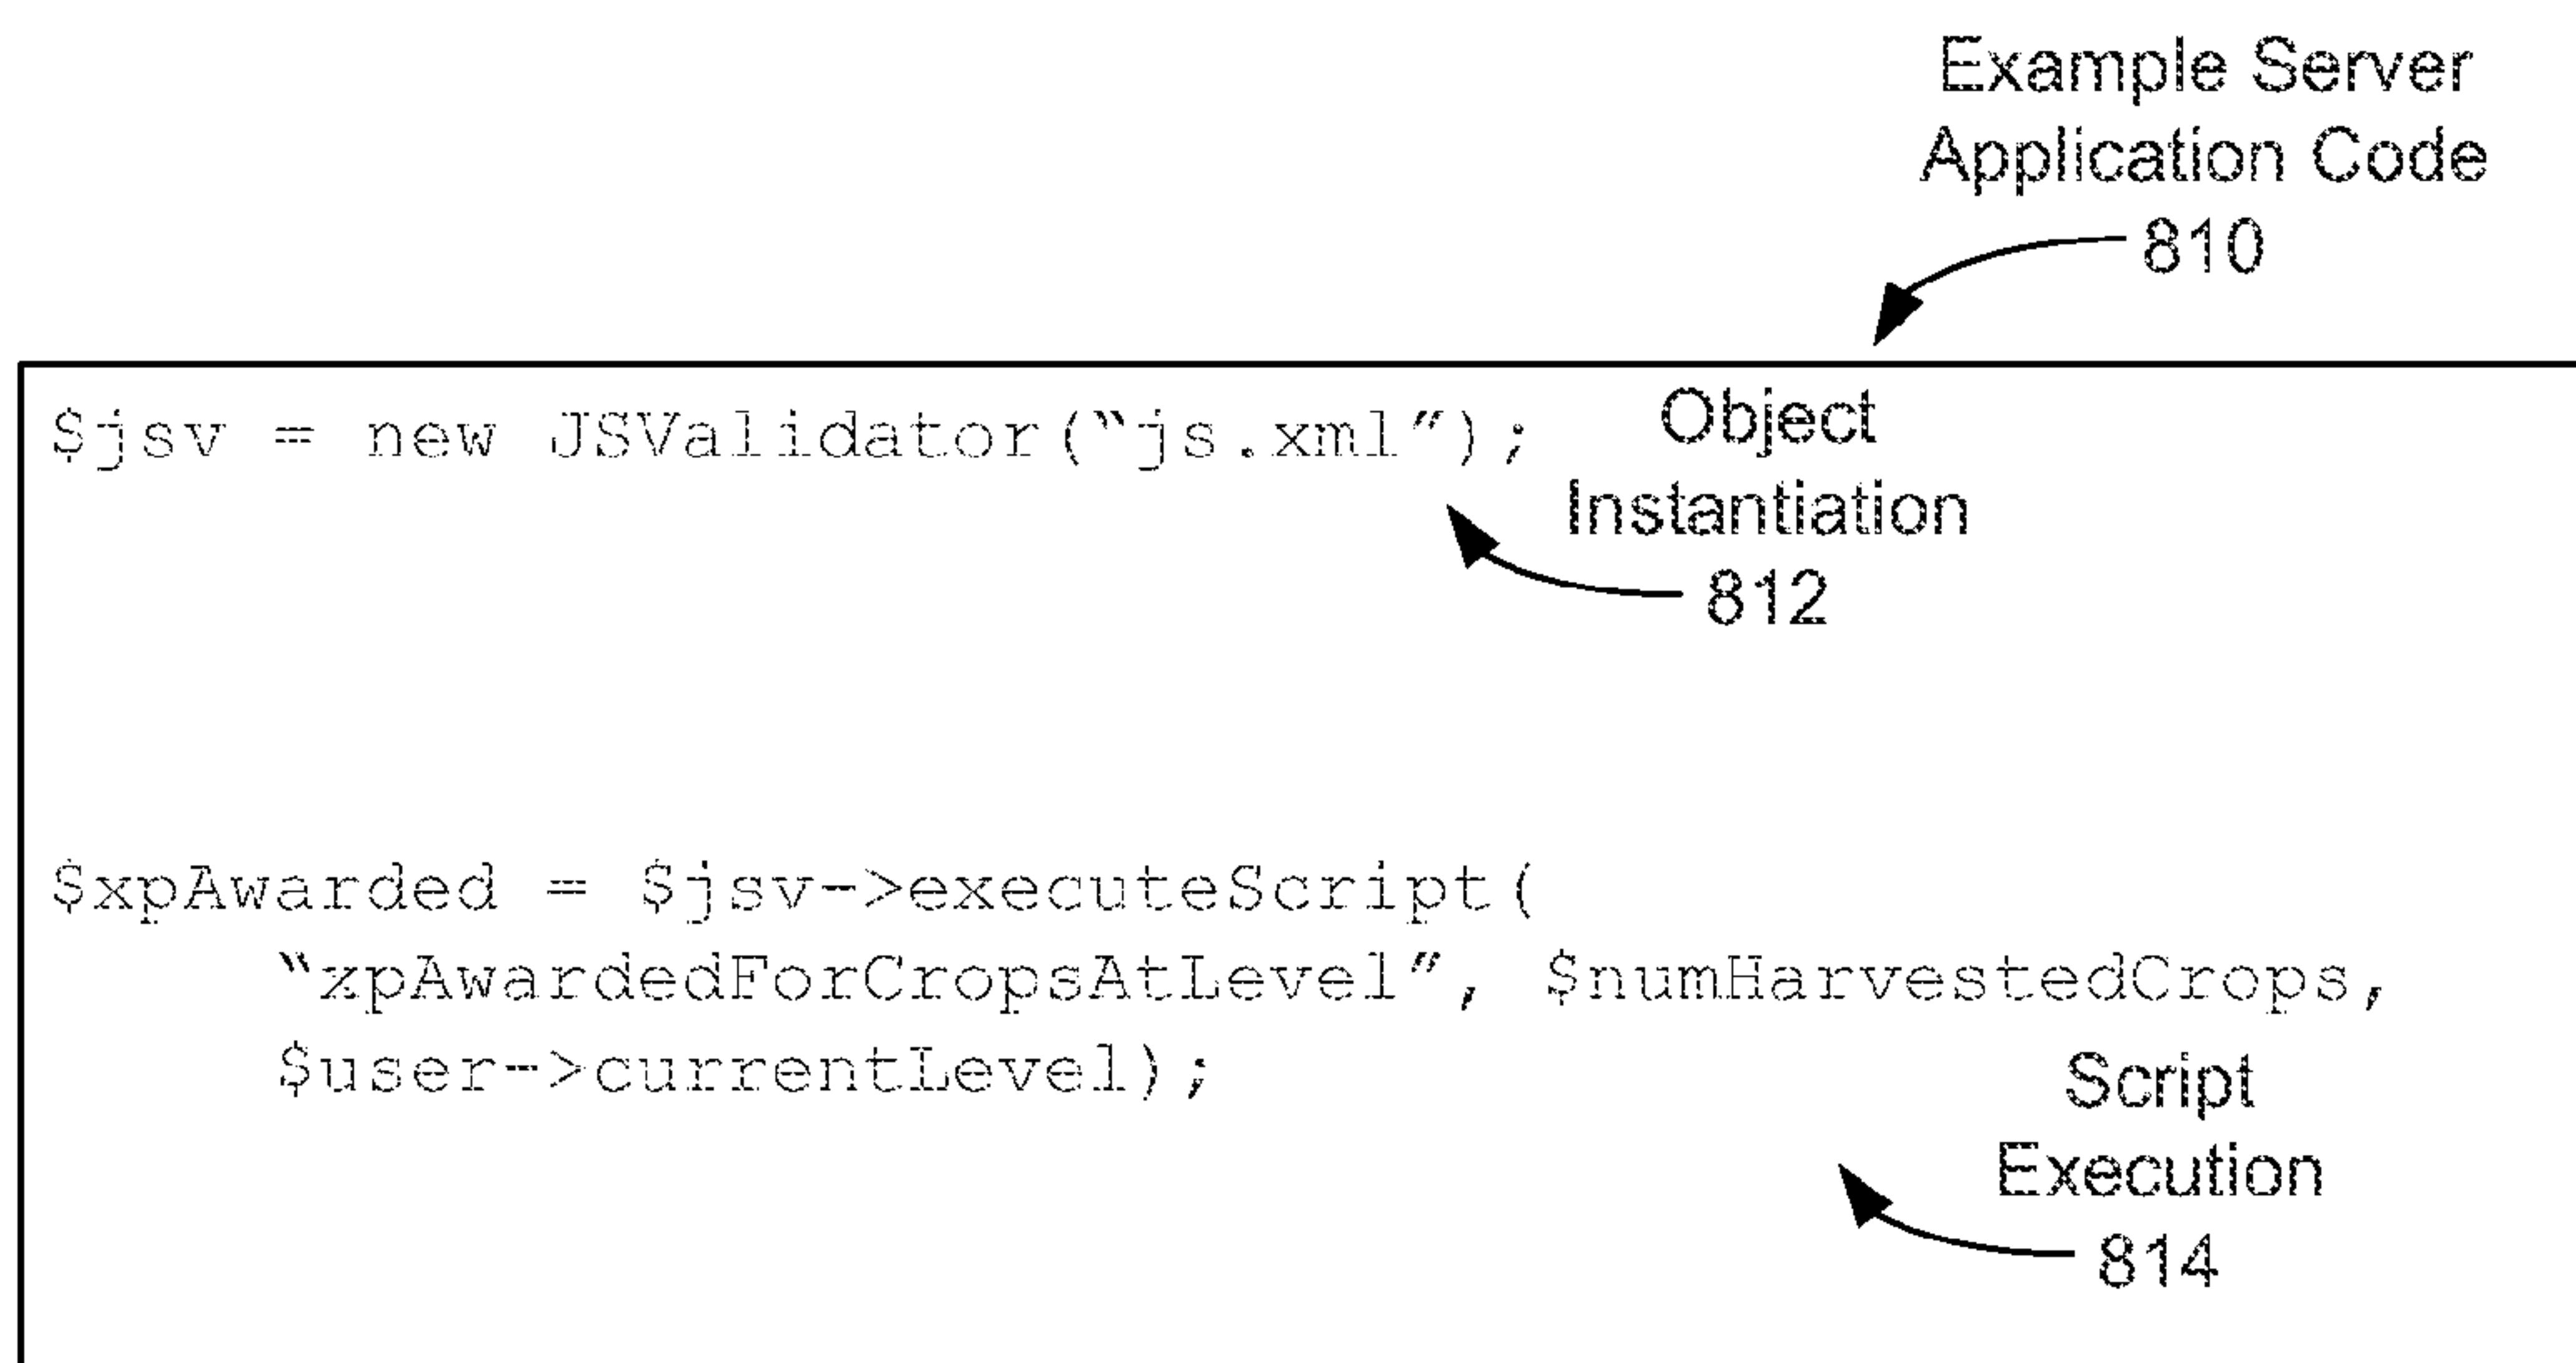 Example Server
Application Code
810
$jsv = new JSValidator(“js.xml”);
Object
Instantiation
812
$xpAwarded = $jsv->executeScript(
“xpAwardedForCropsAtLevel”, $numHarvestedCrops,
$user->currentLevel);
Script
Execution
814